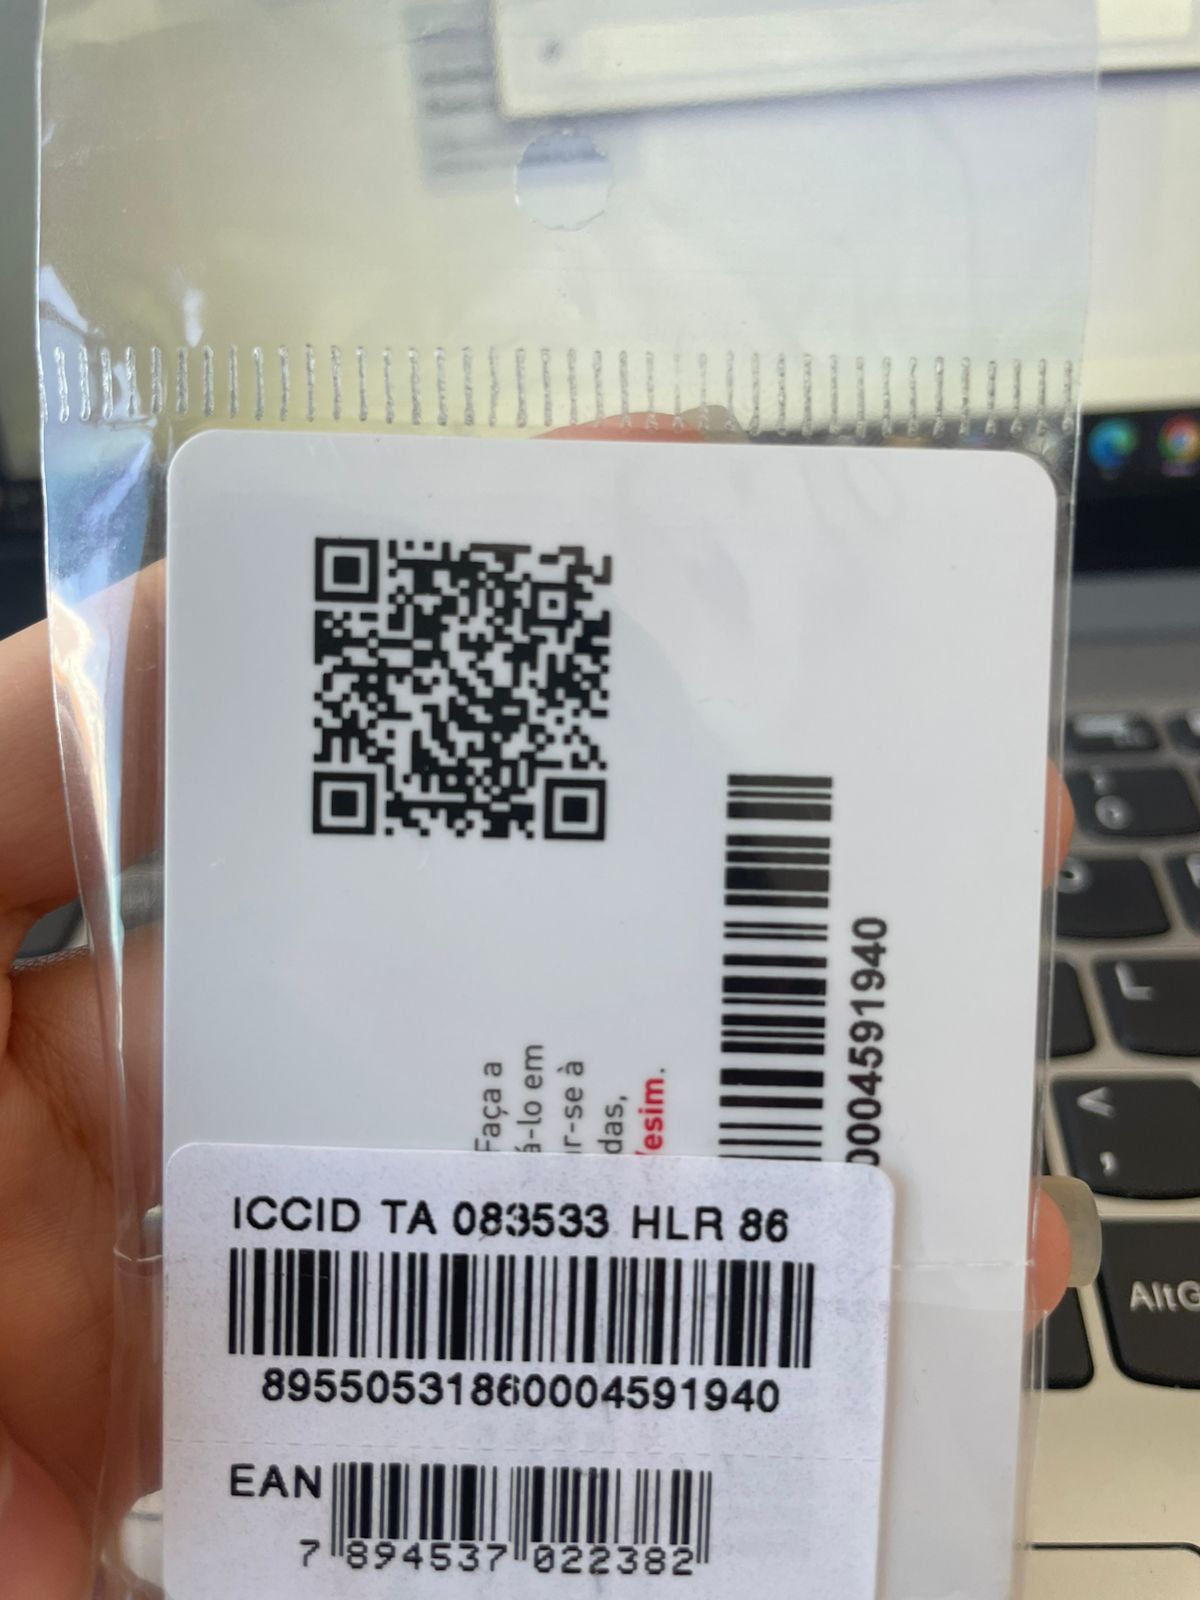 Faça a
á-lo em
r-se à
das,
esim.
0004591940
ICCID TA 083533 HLR 86
89550531860004591940
EAN
7 894537 022382
L
<
,
AltG